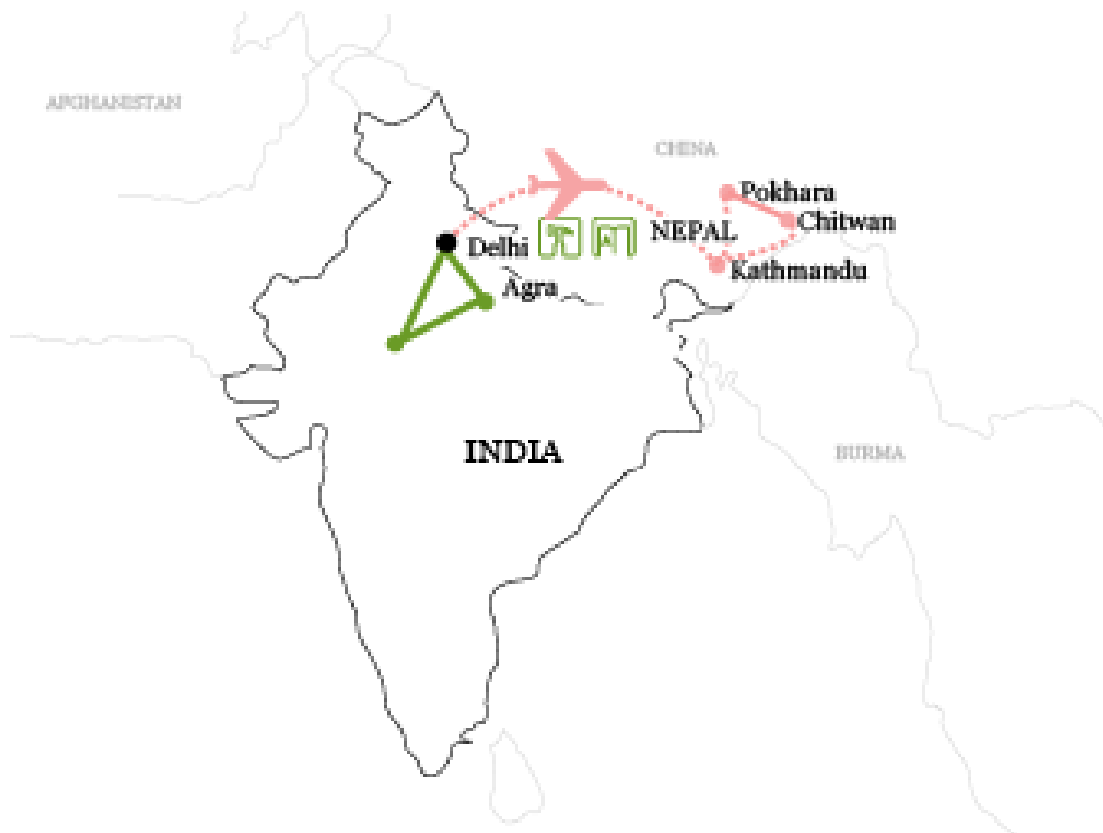 AFGHANISTAN
CHINA
Pokhara
Chitwan
NEPAL
Delhi
Kathmandu
Agra
INDIA
BURMA